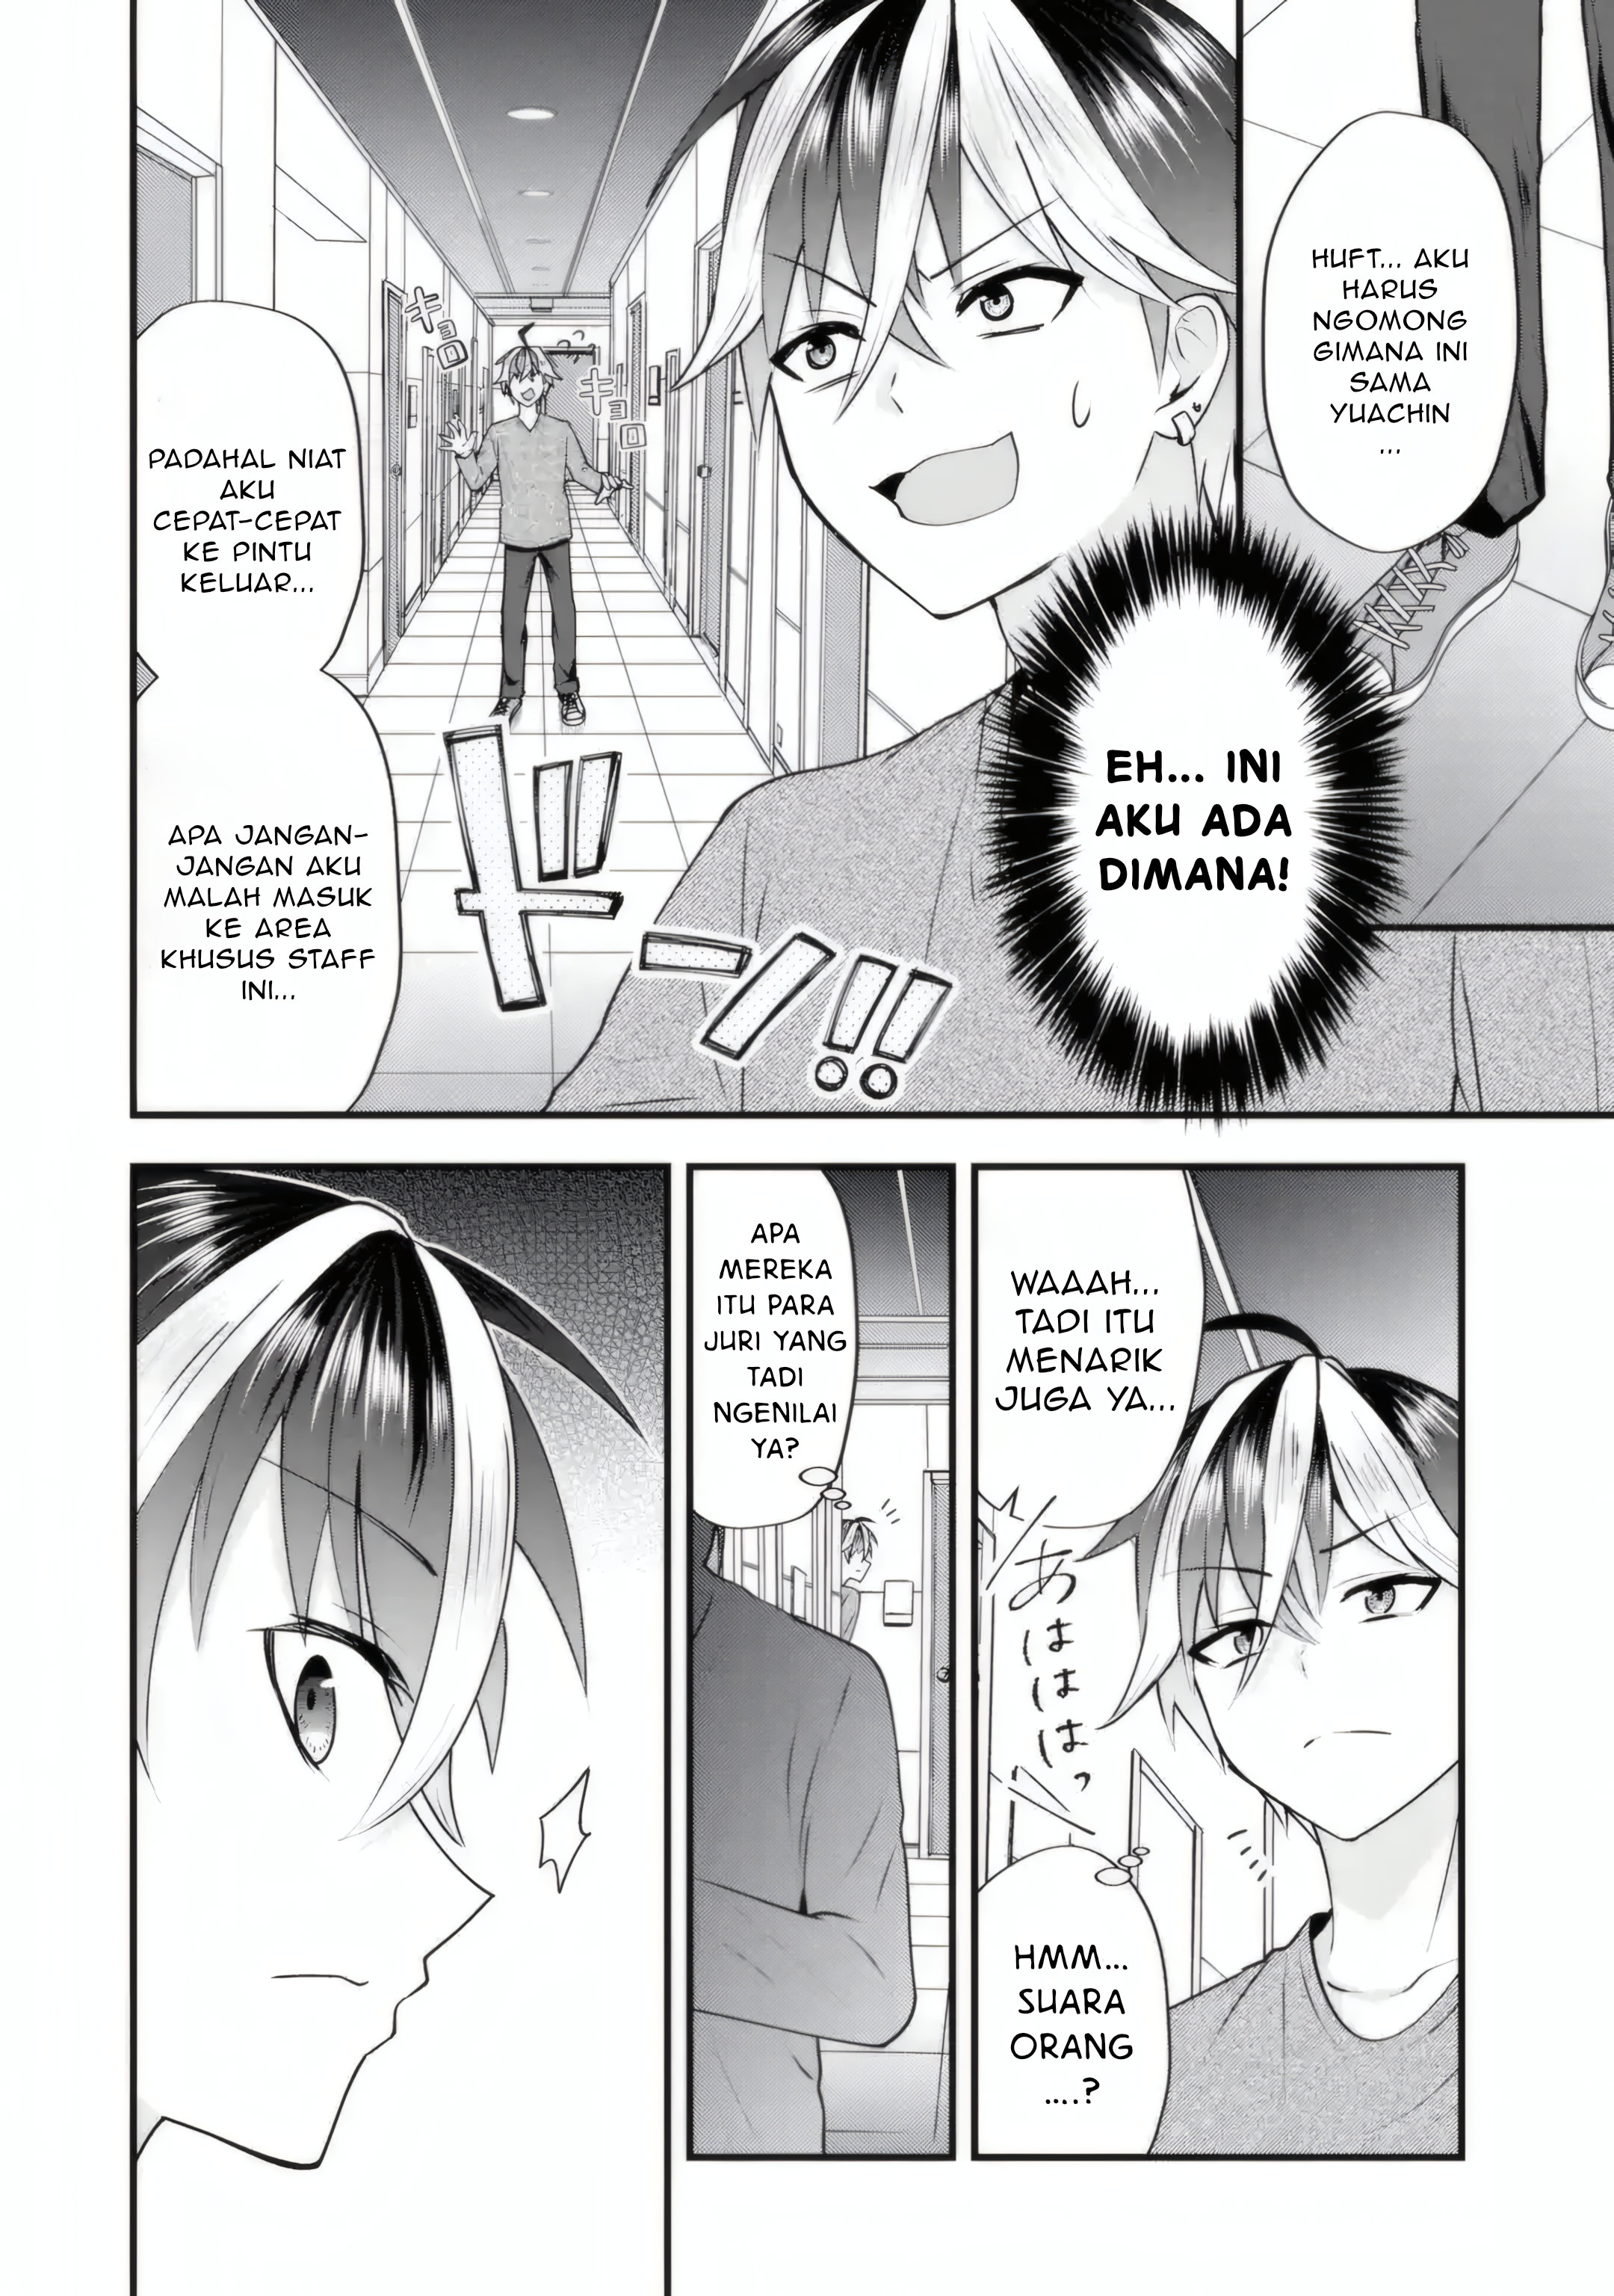 HUFT... AKU
HARUS
NGOMONG
GIMANA INI
SAMA
YUACHIN
...
EH... INI
AKU ADA
DIMANA!
キョロ
キョロ
ドーン!!
PADAHAL NIAT
AKU
CEPAT-CEPAT
KE PINTU
KELUAR...
APA JANGAN-
JANGAN AKU
MALAH MASUK
KE AREA
KHUSUS STAFF
INI...
WAAAH...
TADI ITU
MENARIK
JUGA YA...
あはははっ
HMM...
SUARA
ORANG
....?
APA
MEREKA
ITU PARA
JURI YANG
TADI
NGENILAI
YA?